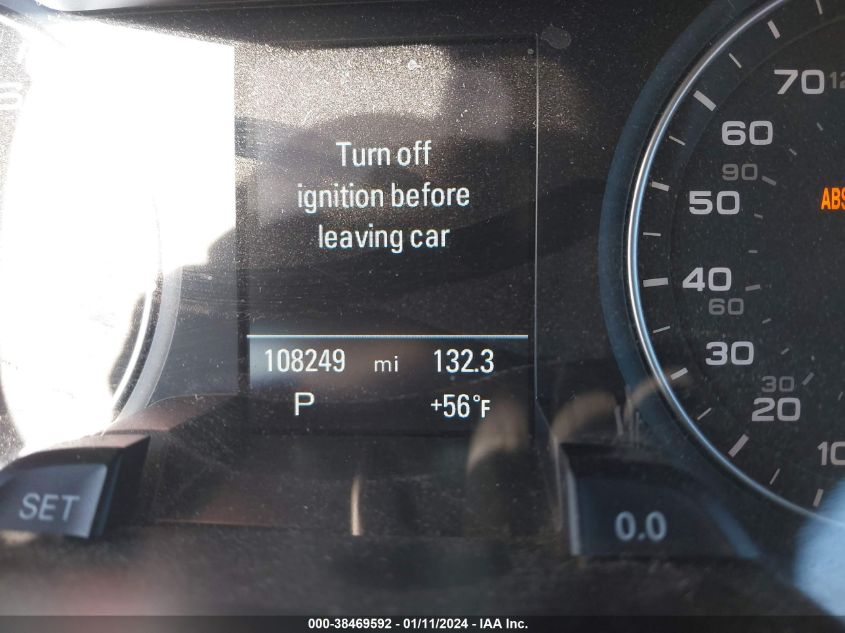 Turn off
ignition before
leaving car
108249 mi 132.3
P +56°F
70
60
90
50
ABS
40
60
30
30
20
10
SET
0.0
000-38469592 - 01/11/2024 - IAA Inc.